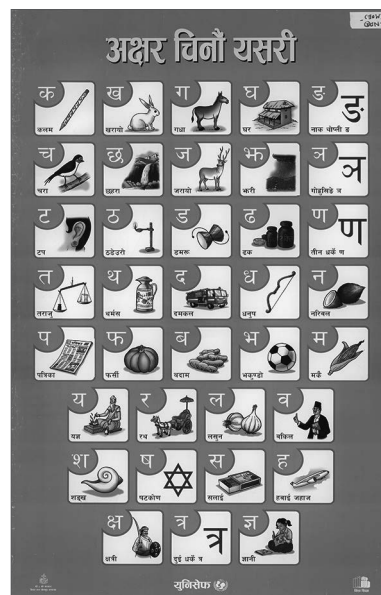 अक्षर चिनौं यसरी
क ख ग घ ङ
कलम खरायो गधा घर नाक थोप्ली ङ
ङ
च छ ज झ ञ
चरा छहरा जरायो झरी
ञ
ट ठ ड ढ ण
टप ठडेउरो डमरू ढक तीन धर्के ण
ण
त थ द ध न
तराजु थर्मस दमकल धनुष नरिवल
प फ ब भ म
पत्रिका फर्सी बदाम भकुण्डो मकै
य र ल व
यज्ञ रथ लसुन वकिल
श ष स ह
शङ्ख षटकोण सलाई हवाई जहाज
क्ष त्र ज्ञ
क्षत्री दुई धर्के त्र ज्ञानी
त्र
युनिसेफ